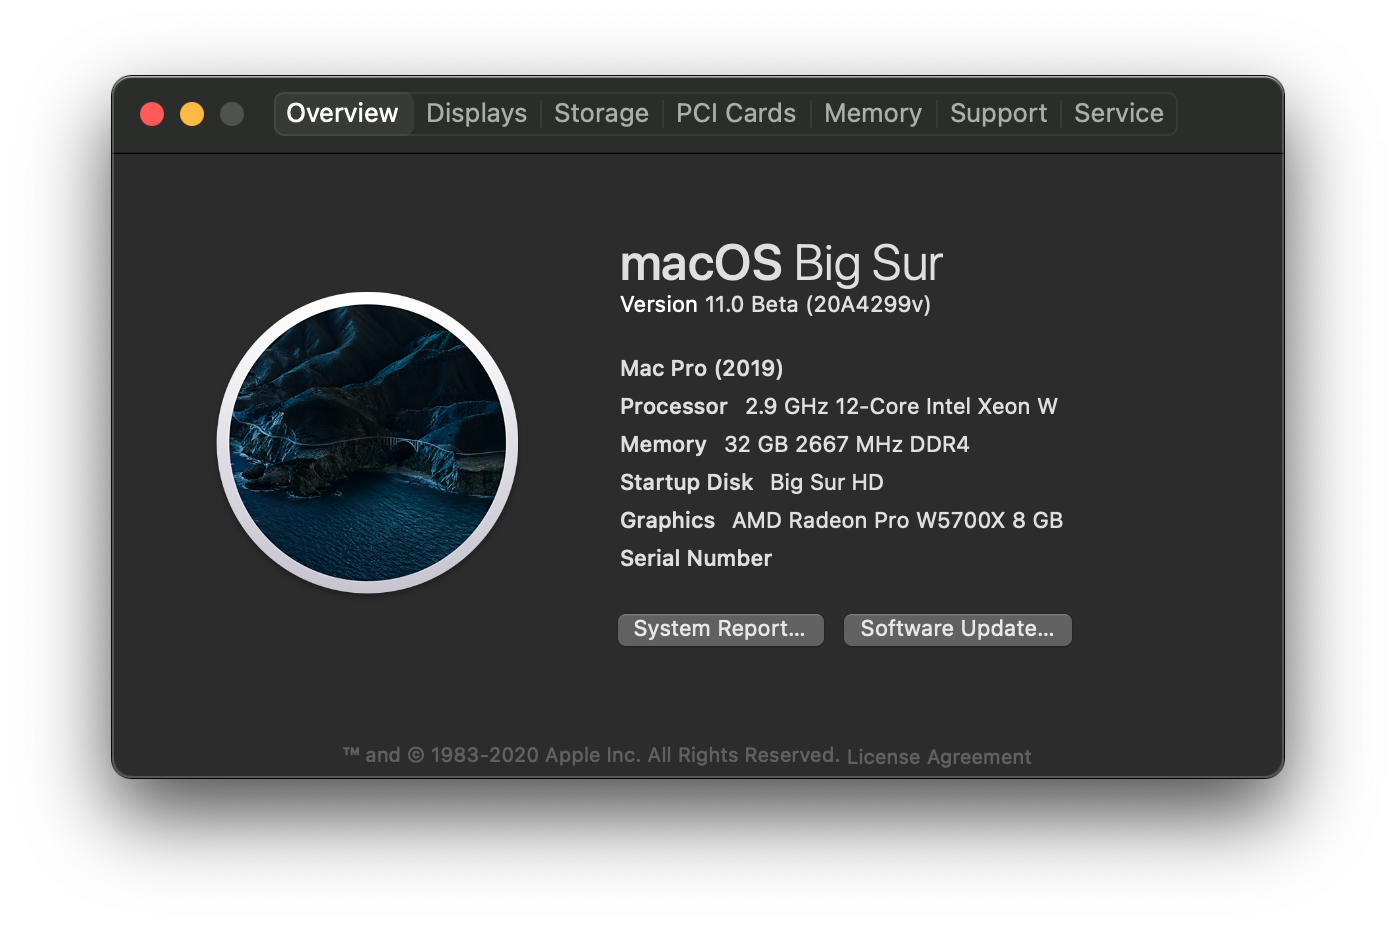 Overview Displays Storage PCI Cards Memory Support Service
macOS Big Sur
Version 11.0 Beta (20A4299v)
Mac Pro (2019)
Processor 2.9 GHz 12-Core Intel Xeon W
Memory 32 GB 2667 MHz DDR4
Startup Disk Big Sur HD
Graphics AMD Radeon Pro W5700X 8 GB
Serial Number
System Report... Software Update...
™ and © 1983-2020 Apple Inc. All Rights Reserved. License Agreement